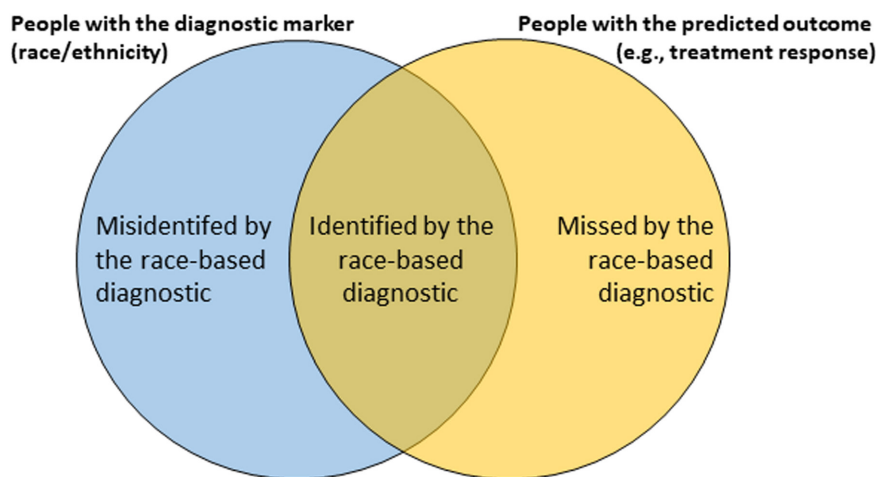 People with the diagnostic marker
(race/ethnicity)
People with the predicted outcome
(e.g., treatment response)
Misidentifed by
the race-based
diagnostic
Identified by the
race-based
diagnostic
Missed by the
race-based
diagnostic